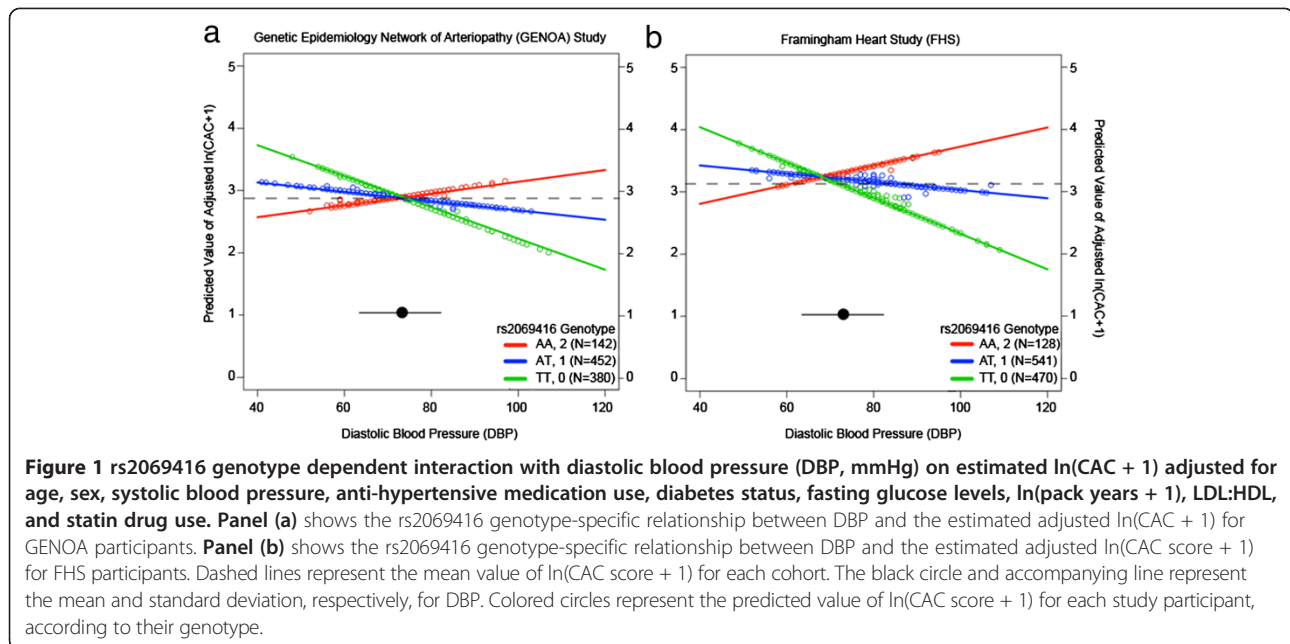 a
Genetic Epidemiology Network of Arteriopathy (GENOA) Study
5
4
3
2
1
0
Predicted Value of Adjusted ln(CAC+1)
5
4
3
2
1
0
rs2069416 Genotype
AA, 2 (N=142)
AT, 1 (N=452)
TT, 0 (N=380)
40 60 80 100 120
Diastolic Blood Pressure (DBP)
b
Framingham Heart Study (FHS)
5
4
3
2
1
0
5
4
3
2
1
0
Predicted Value of Adjusted ln(CAC+1)
rs2069416 Genotype
AA, 2 (N=128)
AT, 1 (N=541)
TT, 0 (N=470)
40 60 80 100 120
Diastolic Blood Pressure (DBP)
Figure 1 rs2069416 genotype dependent interaction with diastolic blood pressure (DBP, mmHg) on estimated ln(CAC + 1) adjusted for
age, sex, systolic blood pressure, anti-hypertensive medication use, diabetes status, fasting glucose levels, ln(pack years + 1), LDL:HDL,
and statin drug use. Panel (a) shows the rs2069416 genotype-specific relationship between DBP and the estimated adjusted ln(CAC + 1) for
GENOA participants. Panel (b) shows the rs2069416 genotype-specific relationship between DBP and the estimated adjusted ln(CAC score + 1)
for FHS participants. Dashed lines represent the mean value of ln(CAC score + 1) for each cohort. The black circle and accompanying line represent
the mean and standard deviation, respectively, for DBP. Colored circles represent the predicted value of ln(CAC score + 1) for each study participant,
according to their genotype.